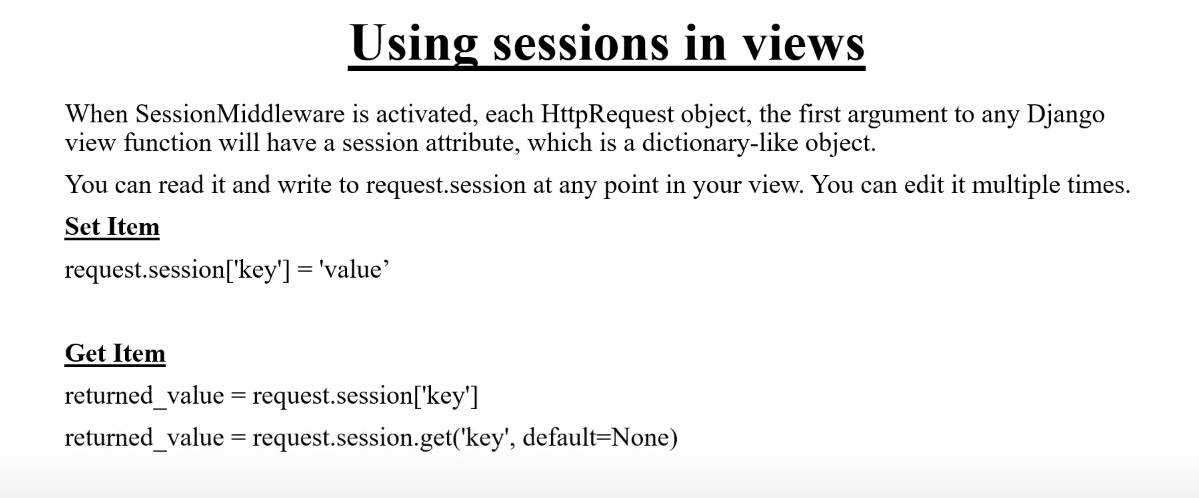 Using sessions in views
When SessionMiddleware is activated, each HttpRequest object, the first argument to any Django
view function will have a session attribute, which is a dictionary-like object.
You can read it and write to request.session at any point in your view. You can edit it multiple times.
Set Item
request.session['key'] = 'value’
Get Item
returned_value = request.session['key']
returned_value = request.session.get('key', default=None)